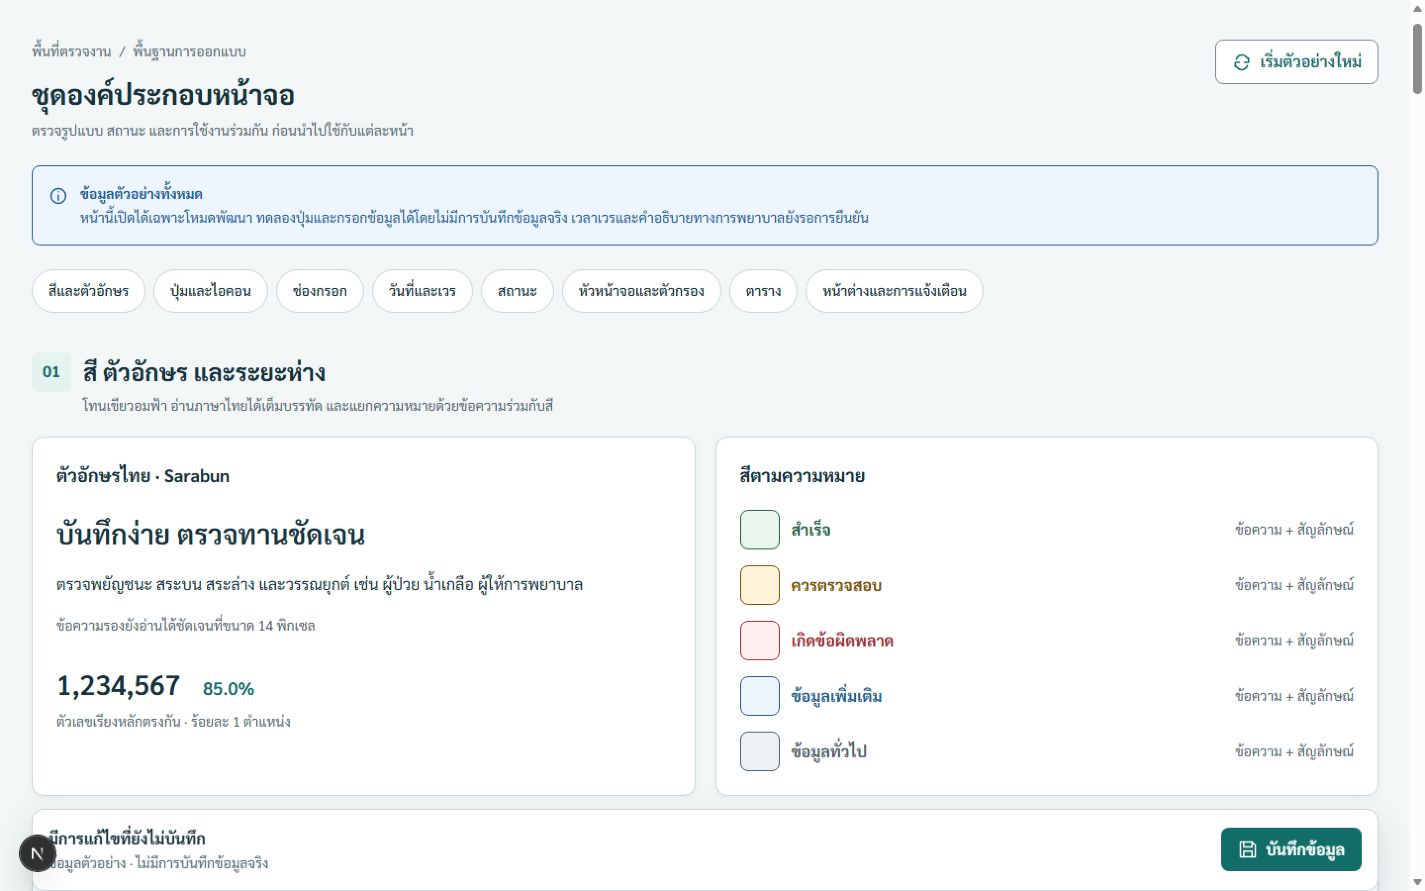 พื้นที่ตรวจงาน / พื้นฐานการออกแบบ
ชุดองค์ประกอบหน้าจอ
ตรวจรูปแบบ สถานะ และการใช้งานร่วมกัน ก่อนนำไปใช้กับแต่ละหน้า
เริ่มตัวอย่างใหม่
ข้อมูลตัวอย่างทั้งหมด
หน้านี้เปิดได้เฉพาะโหมดพัฒนา ทดลองปุ่มและกรอกข้อมูลได้โดยไม่มีการบันทึกข้อมูลจริง เวลาเวรและคำอธิบายทางการพยาบาลยังรอการยืนยัน
สีและตัวอักษร
ปุ่มและไอคอน
ช่องกรอก
วันที่และเวร
สถานะ
หัวหน้าจอและตัวกรอง
ตาราง
หน้าต่างและการแจ้งเตือน
01
สี ตัวอักษร และระยะห่าง
โทนเขียวอมฟ้า อ่านภาษาไทยได้เต็มบรรทัด และแยกความหมายด้วยข้อความร่วมกับสี
ตัวอักษรไทย · Sarabun
บันทึกง่าย ตรวจทานชัดเจน
ตรวจพยัญชนะ สระบน สระล่าง และวรรณยุกต์ เช่น ผู้ป่วย น้ำเกลือ ผู้ให้การพยาบาล
ข้อความรองยังอ่านได้ชัดเจนที่ขนาด 14 พิกเซล
1,234,567 85.0%
ตัวเลขเรียงหลักตรงกัน · ร้อยละ 1 ตำแหน่ง
สีตามความหมาย
สำเร็จ ข้อความ + สัญลักษณ์
ควรตรวจสอบ ข้อความ + สัญลักษณ์
เกิดข้อผิดพลาด ข้อความ + สัญลักษณ์
ข้อมูลเพิ่มเติม ข้อความ + สัญลักษณ์
ข้อมูลทั่วไป ข้อความ + สัญลักษณ์
มีการแก้ไขที่ยังไม่บันทึก
ข้อมูลตัวอย่าง · ไม่มีการบันทึกข้อมูลจริง
N
บันทึกข้อมูล